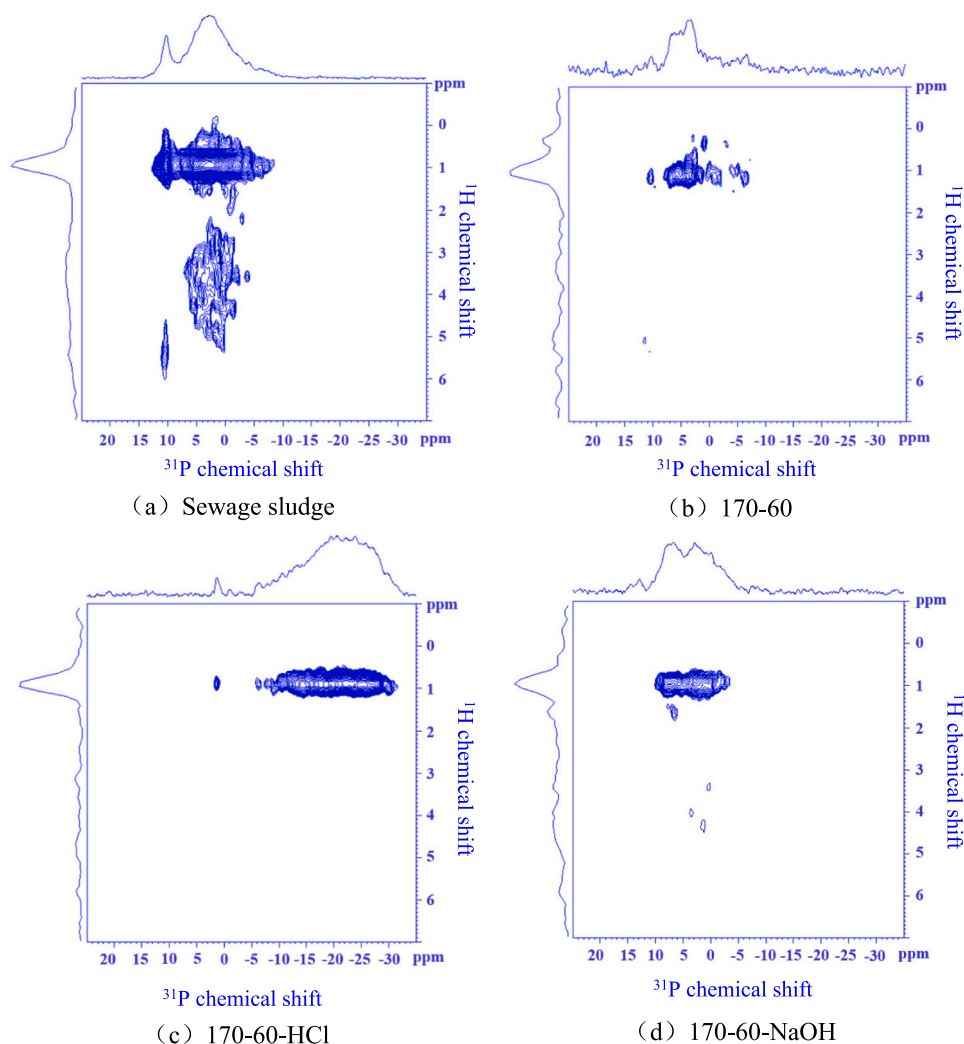 ppm
0
1
2
3
4
5
6
¹H chemical shift
20 15 10 5 0 -5 -10 -15 -20 -25 -30 ppm
³¹P chemical shift
（a）Sewage sludge
ppm
0
1
2
3
4
5
6
¹H chemical shift
20 15 10 5 0 -5 -10 -15 -20 -25 -30 ppm
³¹P chemical shift
（b）170-60
ppm
0
1
2
3
4
5
6
¹H chemical shift
20 15 10 5 0 -5 -10 -15 -20 -25 -30 ppm
³¹P chemical shift
（c）170-60-HCl
ppm
0
1
2
3
4
5
6
¹H chemical shift
20 15 10 5 0 -5 -10 -15 -20 -25 -30 ppm
³¹P chemical shift
（d）170-60-NaOH